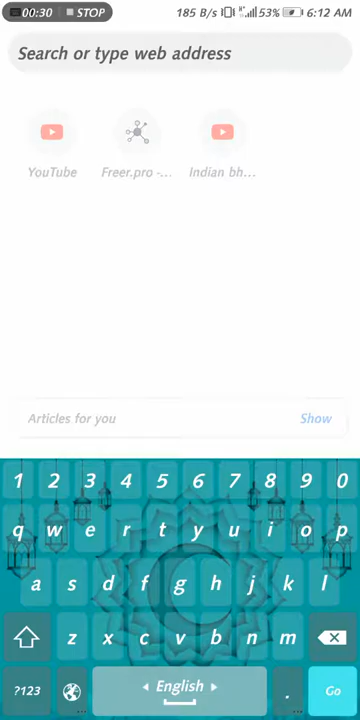 00:30 STOP 185 B/s 53% 6:12 AM
Search or type web address
YouTube Freer.pro -... Indian bh...
Articles for you Show
1 2 3 4 5 6 7 8 9 0
q w e r t y u i o p
a s d f g h j k l
z x c v b n m
?123 English . Go